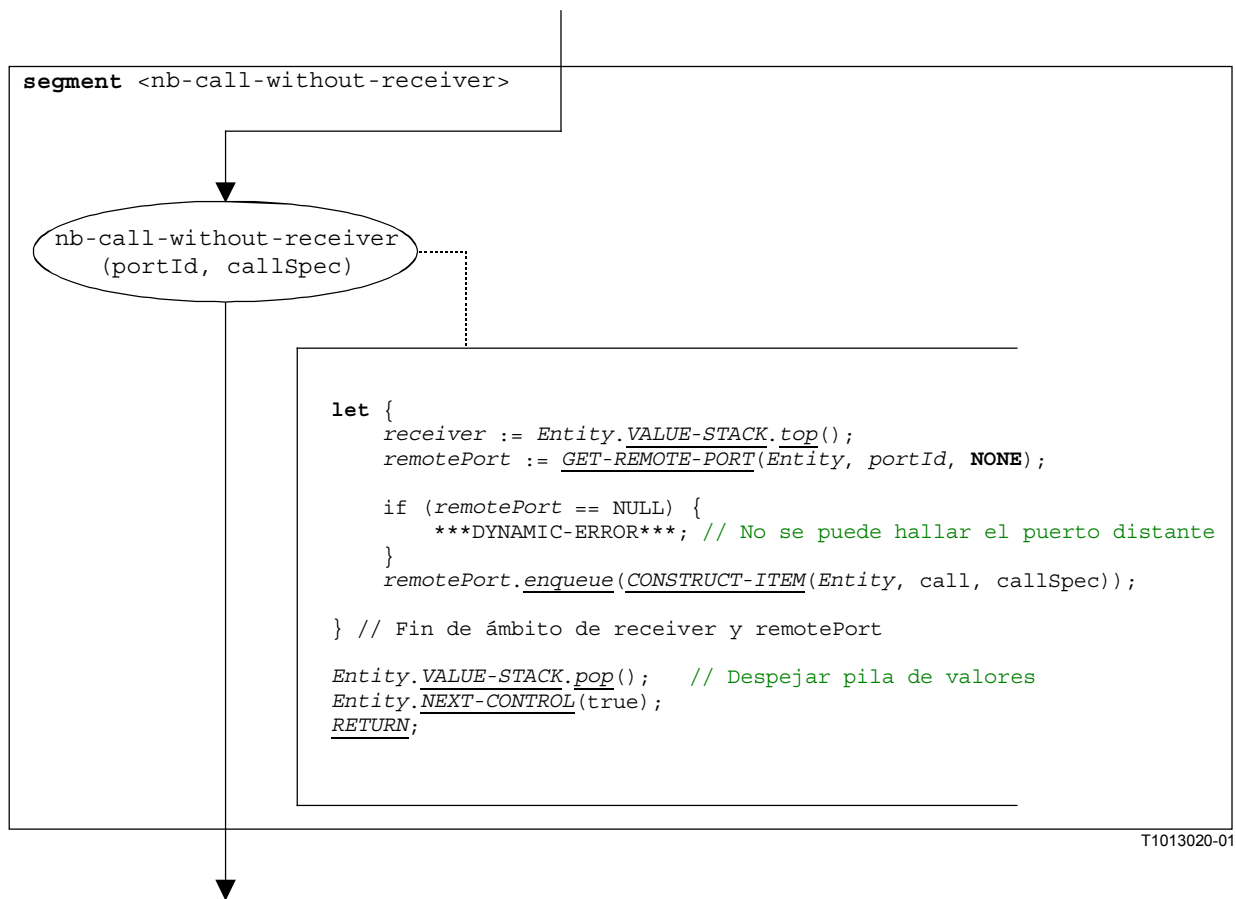 segment <nb-call-without-receiver>
nb-call-without-receiver
(portId, callSpec)
let {
receiver := Entity.VALUE-STACK.top();
remotePort := GET-REMOTE-PORT(Entity, portId, NONE);
if (remotePort == NULL) {
***DYNAMIC-ERROR***; // No se puede hallar el puerto distante
}
remotePort.enqueue(CONSTRUCT-ITEM(Entity, call, callSpec));
} // Fin de ámbito de receiver y remotePort
Entity.VALUE-STACK.pop(); // Despejar pila de valores
Entity.NEXT-CONTROL(true);
RETURN;
T1013020-01